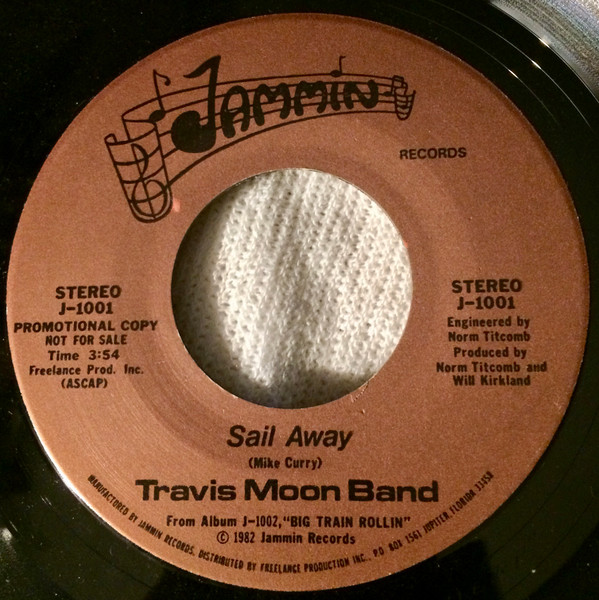 JAMMIN
RECORDS
STEREO
J-1001
PROMOTIONAL COPY
NOT FOR SALE
Time 3:54
Freelance Prod. Inc.
(ASCAP)
STEREO
J-1001
Engineered by
Norm Titcomb
Produced by
Norm Titcomb and
Will Kirkland
Sail Away
(Mike Curry)
Travis Moon Band
From Album J-1002, "BIG TRAIN ROLLIN"
© 1982 Jammin Records
MANUFACTURED BY JAMMIN RECORDS. DISTRIBUTED BY FREELANCE PRODUCTION INC., P.O. BOX 1561 JUPITER, FLORIDA 33458